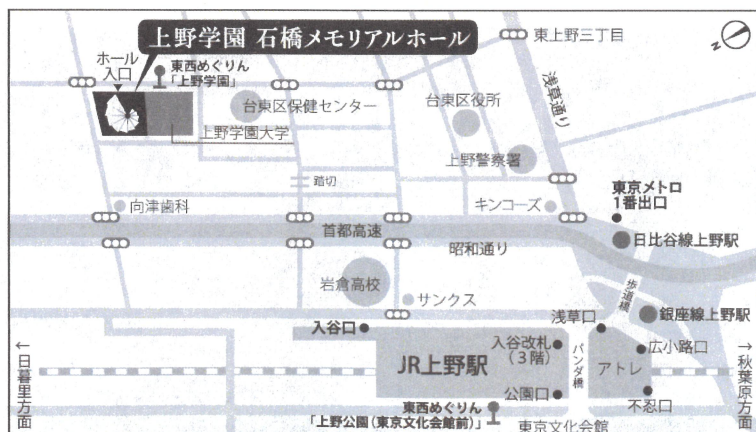 上野学園 石橋メモリアルホール
ホール
入口
東西めぐりん
「上野学園」
台東区保健センター
上野学園大学
東上野三丁目
浅草通り
台東区役所
上野警察署
N
踏切
向津歯科
キンコーズ
東京メトロ
1番出口
首都高速
昭和通り
日比谷線上野駅
岩倉高校
サンクス
歩道橋
銀座線上野駅
入谷口
浅草口
入谷改札
（3階）
パンダ橋
アトレ
広小路口
JR上野駅
公園口
不忍口
←日暮里方面
→秋葉原方面
東西めぐりん
「上野公園（東京文化会館前）」
東京文化会館